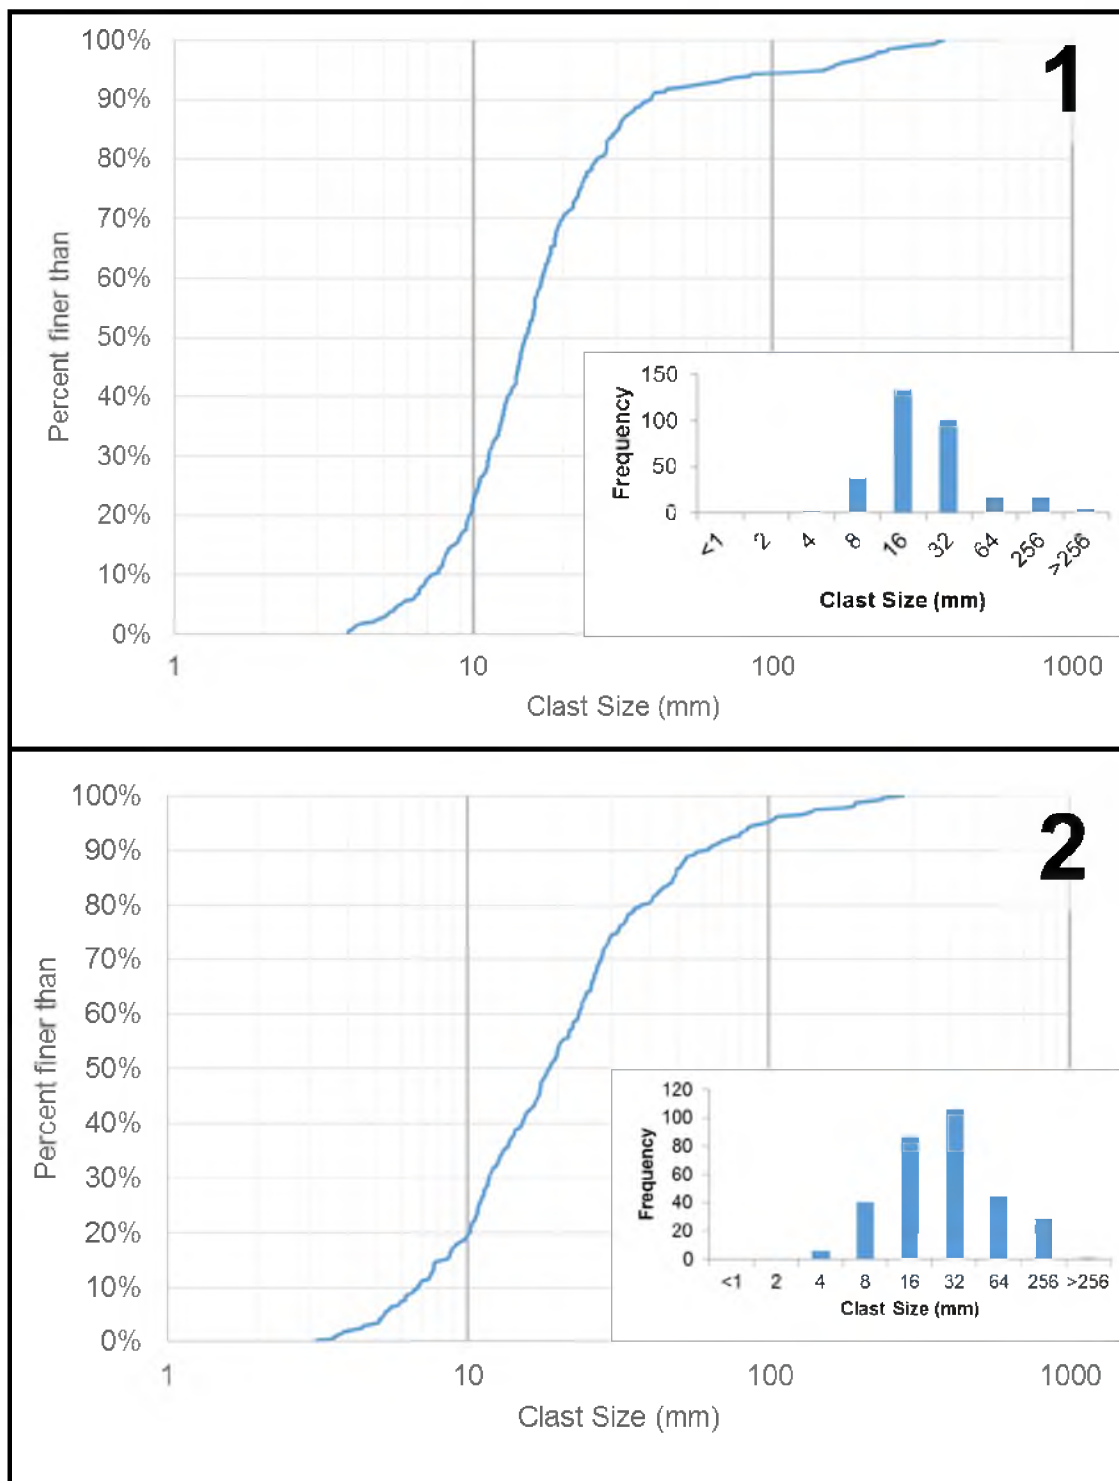 1
100%
90%
80%
70%
60%
50%
40%
30%
20%
10%
0%
Percent finer than
1 10 100 1000
Clast Size (mm)
150
100
50
0
Frequency
<1 2 4 8 16 32 64 256 >256
Clast Size (mm)
2
100%
90%
80%
70%
60%
50%
40%
30%
20%
10%
0%
Percent finer than
1 10 100 1000
Clast Size (mm)
120
100
80
60
40
20
0
Frequency
<1 2 4 8 16 32 64 256 >256
Clast Size (mm)